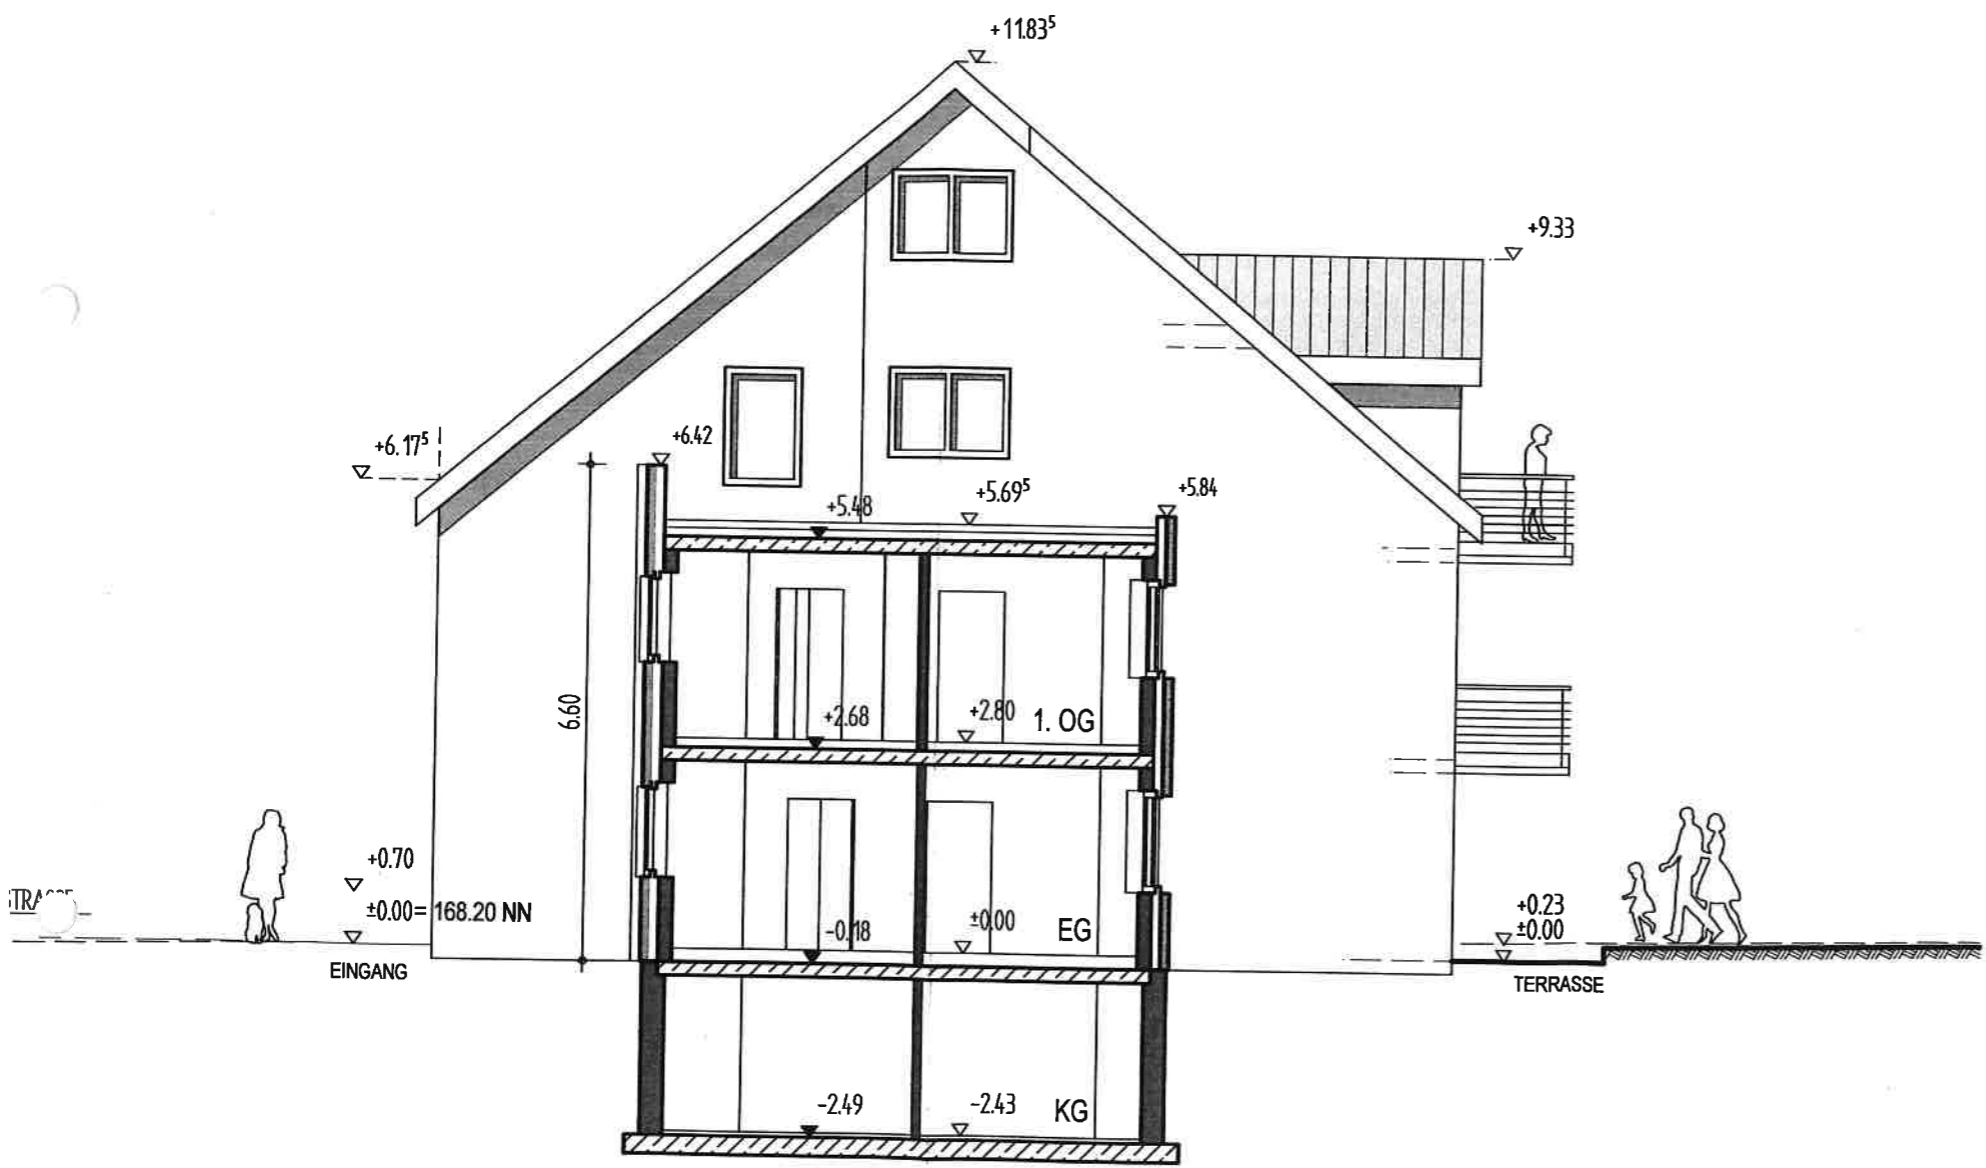 +11.83⁵
+9.33
+6.17⁵
+6.42
+5.48
+5.69⁵
+5.84
6.60
+2.68
+2.80
1. OG
+0.70
±0.00= 168.20 NN
-0.18
±0.00
EG
+0.23
±0.00
EINGANG
TERRASSE
-2.49
-2.43
KG